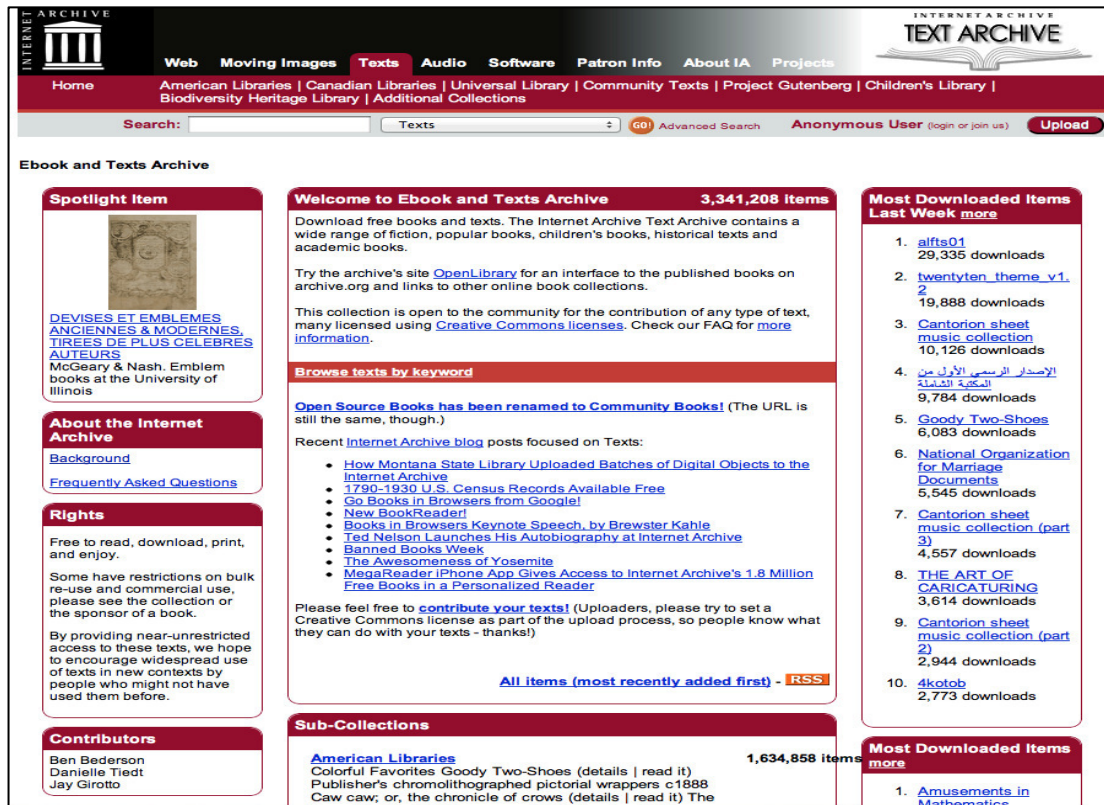 INTERNET ARCHIVE
INTERNET ARCHIVE
TEXT ARCHIVE
Web Moving Images Texts Audio Software Patron Info About IA Projects
Home American Libraries | Canadian Libraries | Universal Library | Community Texts | Project Gutenberg | Children's Library |
Biodiversity Heritage Library | Additional Collections
Search: Texts GO! Advanced Search Anonymous User (login or join us) Upload
Ebook and Texts Archive
Spotlight Item
DEVISES ET EMBLEMES
ANCIENNES & MODERNES,
TIREES DE PLUS CELEBRES
AUTEURS
McGeary & Nash. Emblem
books at the University of
Illinois
About the Internet
Archive
Background
Frequently Asked Questions
Rights
Free to read, download, print,
and enjoy.
Some have restrictions on bulk
re-use and commercial use,
please see the collection or
the sponsor of a book.
By providing near-unrestricted
access to these texts, we hope
to encourage widespread use
of texts in new contexts by
people who might not have
used them before.
Contributors
Ben Bederson
Danielle Tiedt
Jay Girotto
Welcome to Ebook and Texts Archive 3,341,208 items
Download free books and texts. The Internet Archive Text Archive contains a
wide range of fiction, popular books, children's books, historical texts and
academic books.
Try the archive's site OpenLibrary for an interface to the published books on
archive.org and links to other online book collections.
This collection is open to the community for the contribution of any type of text,
many licensed using Creative Commons licenses. Check our FAQ for more
information.
Browse texts by keyword
Open Source Books has been renamed to Community Books! (The URL is
still the same, though.)
Recent Internet Archive blog posts focused on Texts:
• How Montana State Library Uploaded Batches of Digital Objects to the
Internet Archive
• 1790-1930 U.S. Census Records Available Free
• Go Books in Browsers from Google!
• New BookReader!
• Books in Browsers Keynote Speech, by Brewster Kahle
• Ted Nelson Launches His Autobiography at Internet Archive
• Banned Books Week
• The Awesomeness of Yosemite
• MegaReader iPhone App Gives Access to Internet Archive's 1.8 Million
Free Books in a Personalized Reader
Please feel free to contribute your texts! (Uploaders, please try to set a
Creative Commons license as part of the upload process, so people know what
they can do with your texts - thanks!)
All items (most recently added first) - RSS
Sub-Collections
American Libraries 1,634,858 items
Colorful Favorites Goody Two-Shoes (details | read it)
Publisher's chromolithographed pictorial wrappers c1888
Caw caw; or, the chronicle of crows (details | read it) The
Most Downloaded Items
Last Week more
1. alfts01
29,335 downloads
2. twentyten_theme_v1.
2
19,888 downloads
3. Cantorion sheet
music collection
10,126 downloads
4. الإصدار الرسمي الأول من
المكتبة الشاملة
9,784 downloads
5. Goody Two-Shoes
6,083 downloads
6. National Organization
for Marriage
Documents
5,545 downloads
7. Cantorion sheet
music collection (part
3)
4,557 downloads
8. THE ART OF
CARICATURING
3,614 downloads
9. Cantorion sheet
music collection (part
2)
2,944 downloads
10. 4kotob
2,773 downloads
Most Downloaded Items
more
1. Amusements in
Mathematics